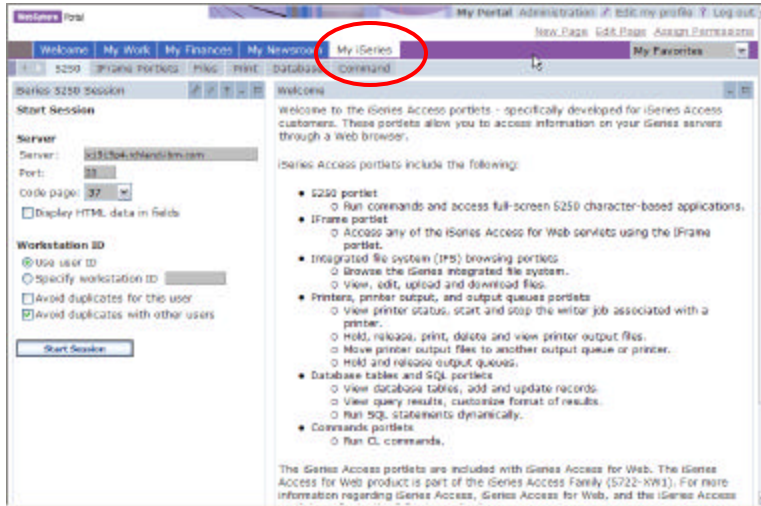 WebSphere Portal
My Portal Administration Edit my profile ? Log out
New Page Edit Page Assign Permissions
Welcome My Work My Finances My Newsroom My iSeries My Favorites
5250 IFrame Portlets Files Print Database Command
iSeries 5250 Session
Start Session
Server
Server:
Port: 23
Code page: 37
Display HTML data in fields
Workstation ID
Use user ID
Specify workstation ID
Avoid duplicates for this user
Avoid duplicates with other users
Start Session
Welcome
Welcome to the iSeries Access portlets - specifically developed for iSeries Access
customers. These portlets allow you to access information on your iSeries servers
through a Web browser.
iSeries Access portlets include the following:
• 5250 portlet
o Run commands and access full-screen 5250 character-based applications.
• IFrame portlet
o Access any of the iSeries Access for Web servlets using the IFrame
portlet.
• Integrated file system (IFS) browsing portlets
o Browse the iSeries integrated file system.
o View, edit, upload and download files.
• Printers, printer output, and output queues portlets
o View printer status, start and stop the writer job associated with a
printer.
o Hold, release, print, delete and view printer output files.
o Move printer output files to another output queue or printer.
o Hold and release output queues.
• Database tables and SQL portlets
o View database tables, add and update records.
o View query results, customize format of results.
o Run SQL statements dynamically.
• Commands portlets
o Run CL commands.
The iSeries Access portlets are included with iSeries Access for Web. The iSeries
Access for Web product is part of the iSeries Access Family (5722-XW1). For more
information regarding iSeries Access, iSeries Access for Web, and the iSeries Access